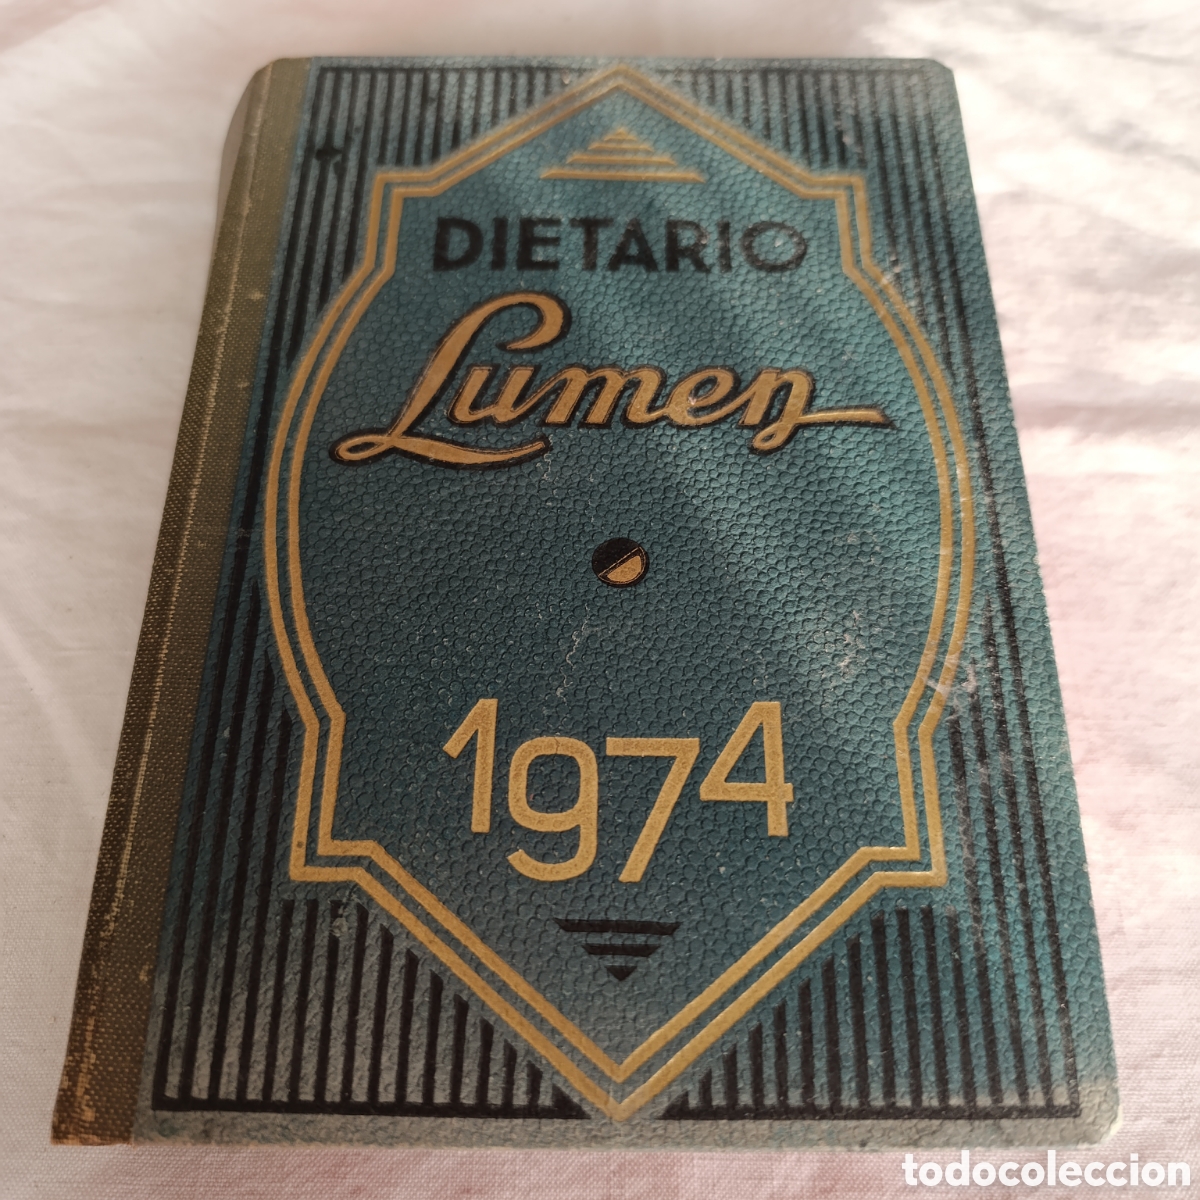 DIETARIO
Lumen
1974
todocoleccion